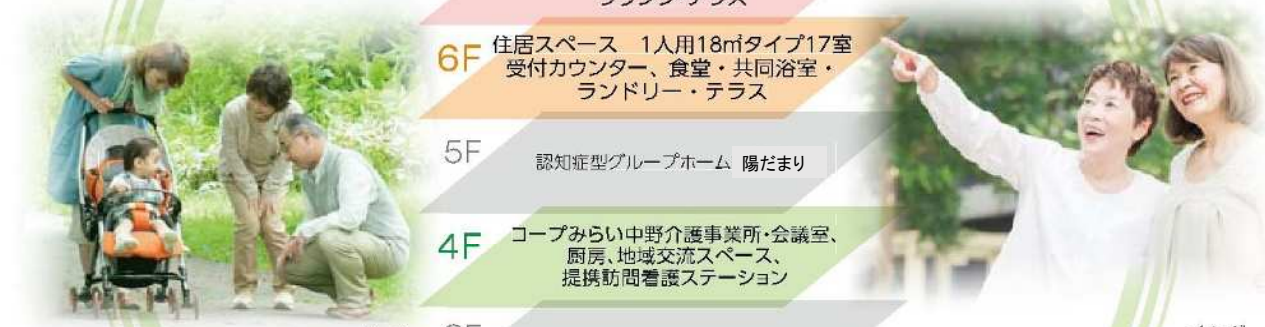 6F 住居スペース 1人用18㎡タイプ17室
受付カウンター、食堂・共同浴室・
ランドリー・テラス
5F 認知症型グループホーム 陽だまり
4F コープみらい中野介護事業所・会議室、
厨房、地域交流スペース、
提携訪問看護ステーション